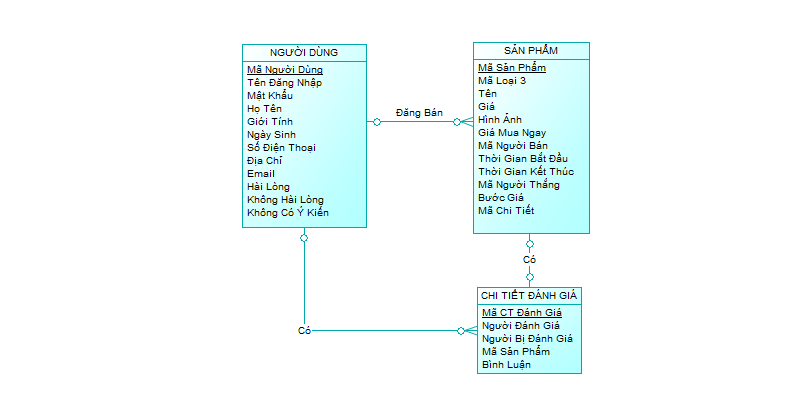 NGƯỜI DÙNG
Mã Người Dùng
Tên Đăng Nhập
Mật Khẩu
Họ Tên
Giới Tính
Ngày Sinh
Số Điện Thoại
Địa Chỉ
Email
Hài Lòng
Không Hài Lòng
Không Có Ý Kiến
Đăng Bán
SẢN PHẨM
Mã Sản Phẩm
Mã Loại 3
Tên
Giá
Hình Ảnh
Giá Mua Ngay
Mã Người Bán
Thời Gian Bắt Đầu
Thời Gian Kết Thúc
Mã Người Thắng
Bước Giá
Mã Chi Tiết
Có
CHI TIẾT ĐÁNH GIÁ
Mã CT Đánh Giá
Người Đánh Giá
Người Bị Đánh Giá
Mã Sản Phẩm
Bình Luận
Có